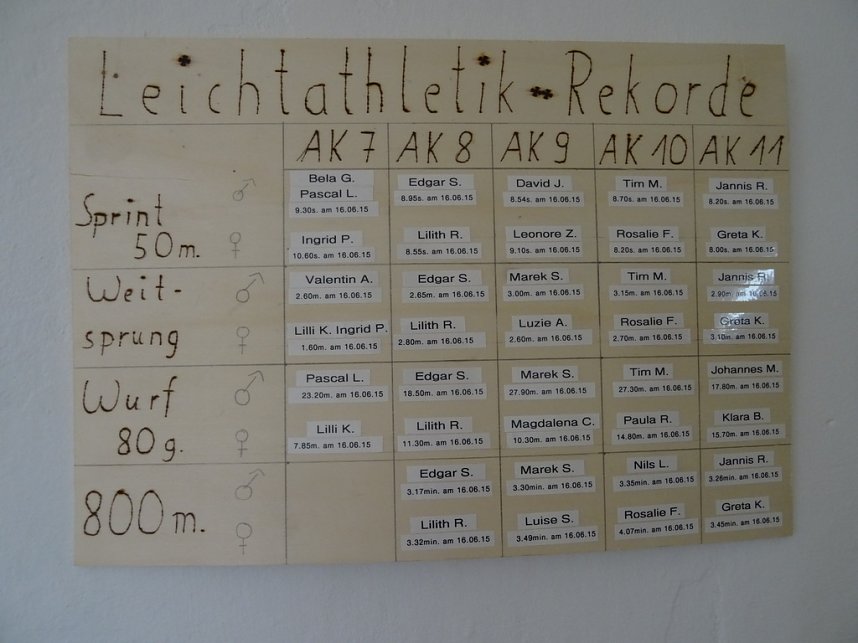 Leichtathletik-Rekorde
AK 7 AK 8 AK 9 AK 10 AK 11
Sprint 50m.
♂ Bela G. Pascal L. 9.30s. am 16.06.15 Edgar S. 8.95s. am 16.06.15 David J. 8.54s. am 16.06.15 Tim M. 8.70s. am 16.06.15 Jannis R. 8.20s. am 16.06.15
♀ Ingrid P. 10.60s. am 16.06.15 Lilith R. 8.55s. am 16.06.15 Leonore Z. 9.10s. am 16.06.15 Rosalie F. 8.20s. am 16.06.15 Greta K. 8.00s. am 16.06.15
Weit-
sprung
♂ Valentin A. 2.60m. am 16.06.15 Edgar S. 2.65m. am 16.06.15 Marek S. 3.00m. am 16.06.15 Tim M. 3.15m. am 16.06.15 Jannis R. 2.90m. am 16.06.15
♀ Lilli K. Ingrid P. 1.60m. am 16.06.15 Lilith R. 2.80m. am 16.06.15 Luzie A. 2.60m. am 16.06.15 Rosalie F. 2.70m. am 16.06.15 Greta K. 3.10m. am 16.06.15
Wurf
80g.
♂ Pascal L. 23.20m. am 16.06.15 Edgar S. 18.50m. am 16.06.15 Marek S. 27.90m. am 16.06.15 Tim M. 27.30m. am 16.06.15 Johannes M. 17.80m. am 16.06.15
♀ Lilli K. 7.85m. am 16.06.15 Lilith R. 11.30m. am 16.06.15 Magdalena C. 10.30m. am 16.06.15 Paula R. 14.80m. am 16.06.15 Klara B. 15.70m. am 16.06.15
800m.
♂ Edgar S. 3.17min. am 16.06.15 Marek S. 3.30min. am 16.06.15 Nils L. 3.35min. am 16.06.15 Jannis R. 3.26min. am 16.06.15
♀ Lilith R. 3.32min. am 16.06.15 Luise S. 3.49min. am 16.06.15 Rosalie F. 4.07min. am 16.06.15 Greta K. 3.45min. am 16.06.15